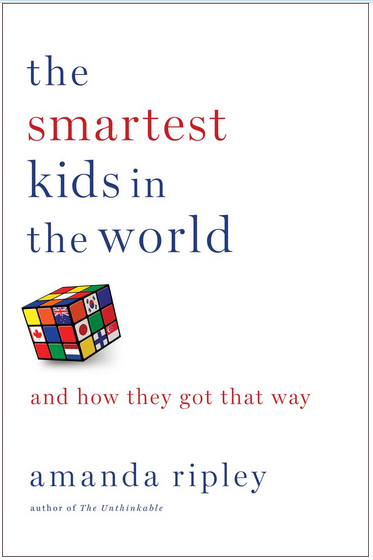 the
smartest
kids in
the world
and how they got that way
amanda ripley
author of The Unthinkable